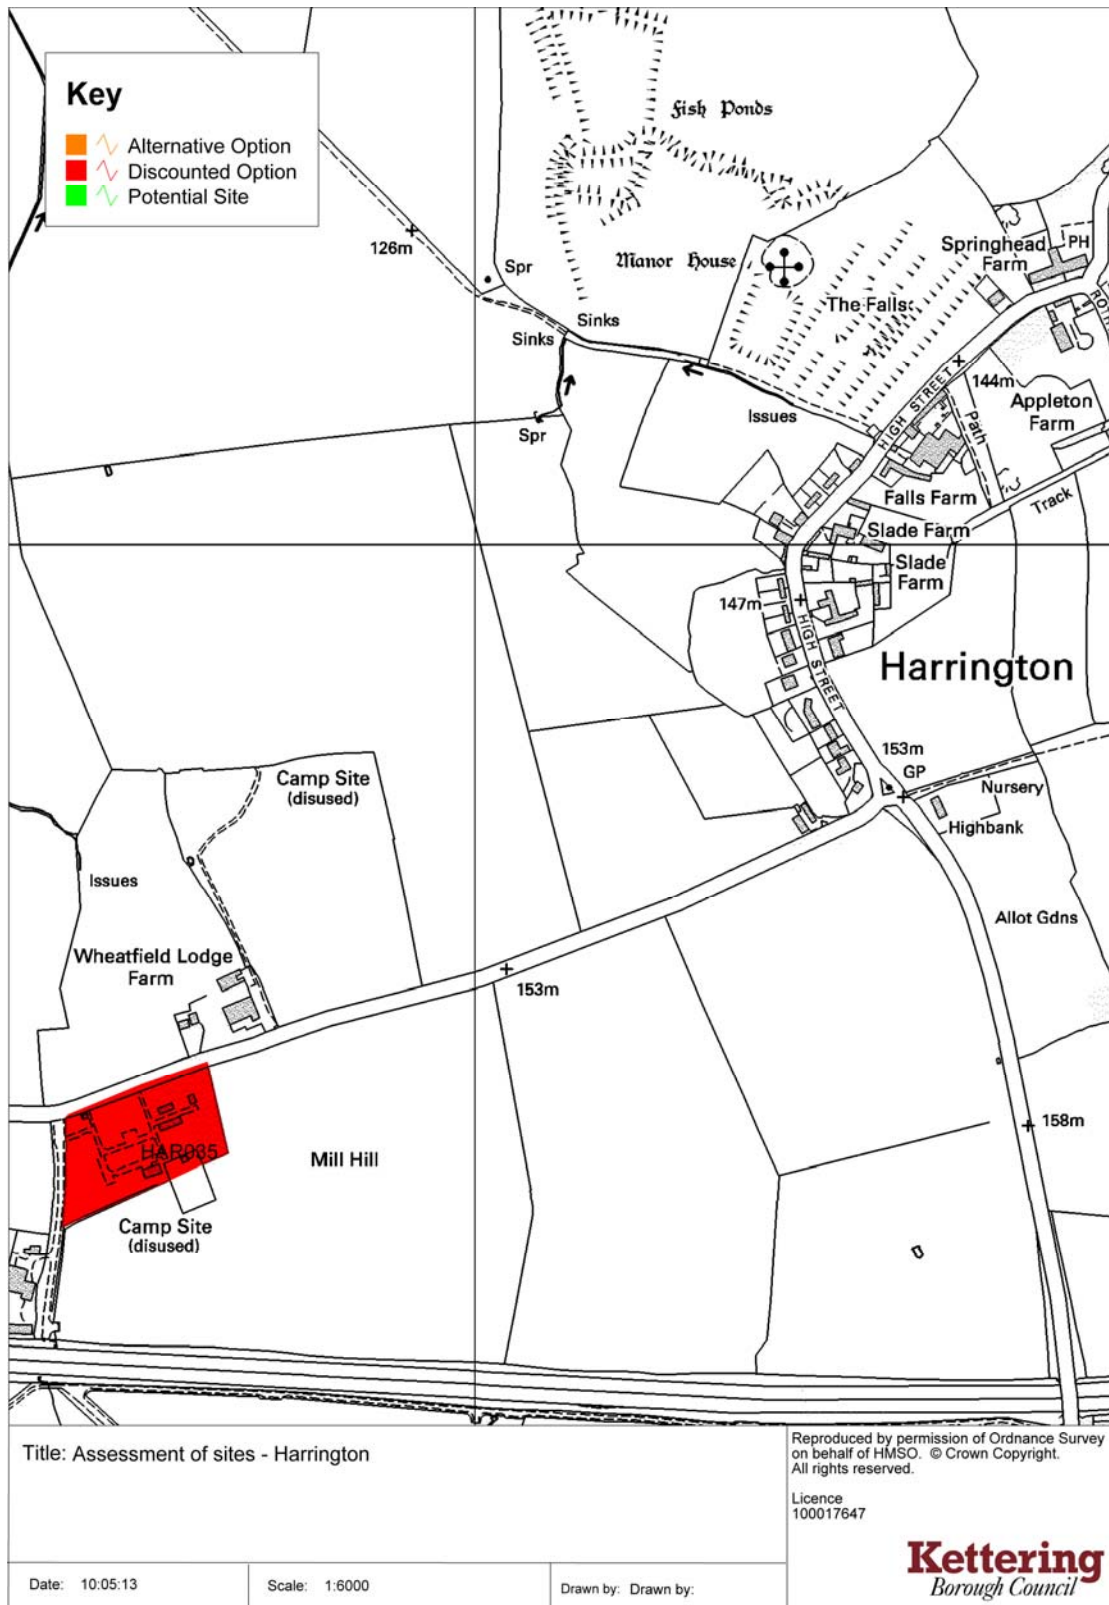 Key
Alternative Option
Discounted Option
Potential Site
Fish Ponds
126m
Spr
Manor House
Springhead
Farm
PH
The Falls
Sinks
Sinks
HIGH STREET
144m
Appleton
Farm
Issues
Path
Spr
Falls Farm
Track
Slade Farm
Slade
Farm
147m
HIGH STREET
Harrington
153m
GP
Nursery
Highbank
Camp Site
(disused)
Issues
Allot Gdns
Wheatfield Lodge
Farm
153m
158m
HAR035
Mill Hill
Camp Site
(disused)
Title: Assessment of sites - Harrington
Reproduced by permission of Ordnance Survey
on behalf of HMSO. © Crown Copyright.
All rights reserved.
Licence
100017647
Kettering
Borough Council
Date: 10:05:13
Scale: 1:6000
Drawn by: Drawn by: